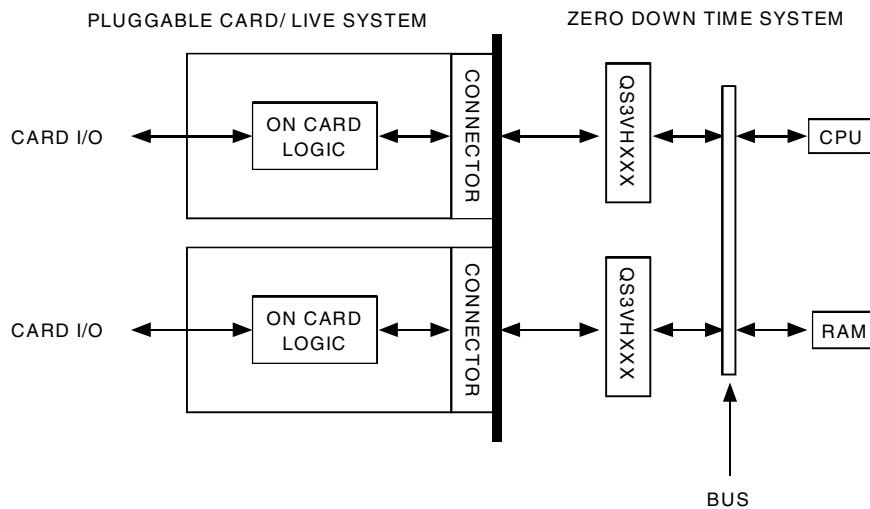 PLUGGABLE CARD/ LIVE SYSTEM
ZERO DOWN TIME SYSTEM
CARD I/O
ON CARD
LOGIC
CONNECTOR
QS3VHXXX
CPU
CARD I/O
ON CARD
LOGIC
CONNECTOR
QS3VHXXX
RAM
BUS